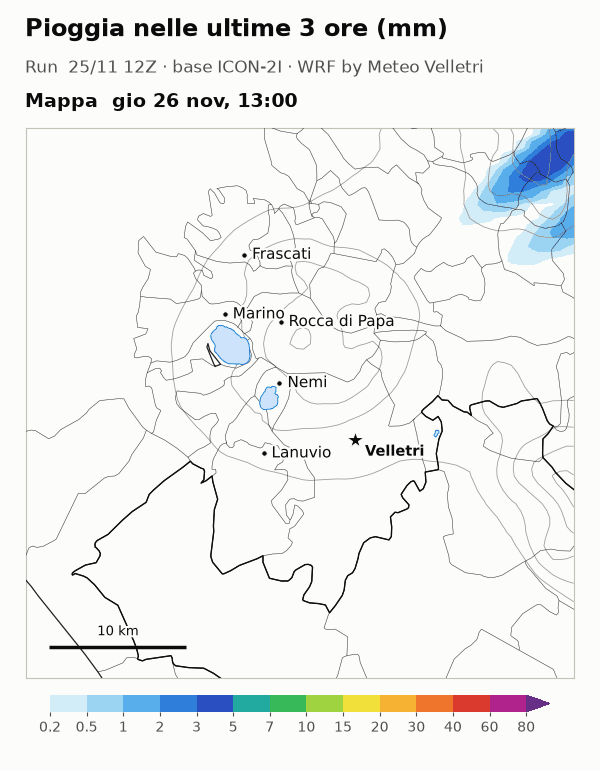 Pioggia nelle ultime 3 ore (mm)
Run 25/11 12Z · base ICON-2I · WRF by Meteo Velletri
Mappa gio 26 nov, 13:00
Frascati
Marino
Rocca di Papa
Nemi
Velletri
Lanuvio
10 km
0.2 0.5 1 2 3 5 7 10 15 20 30 40 60 80